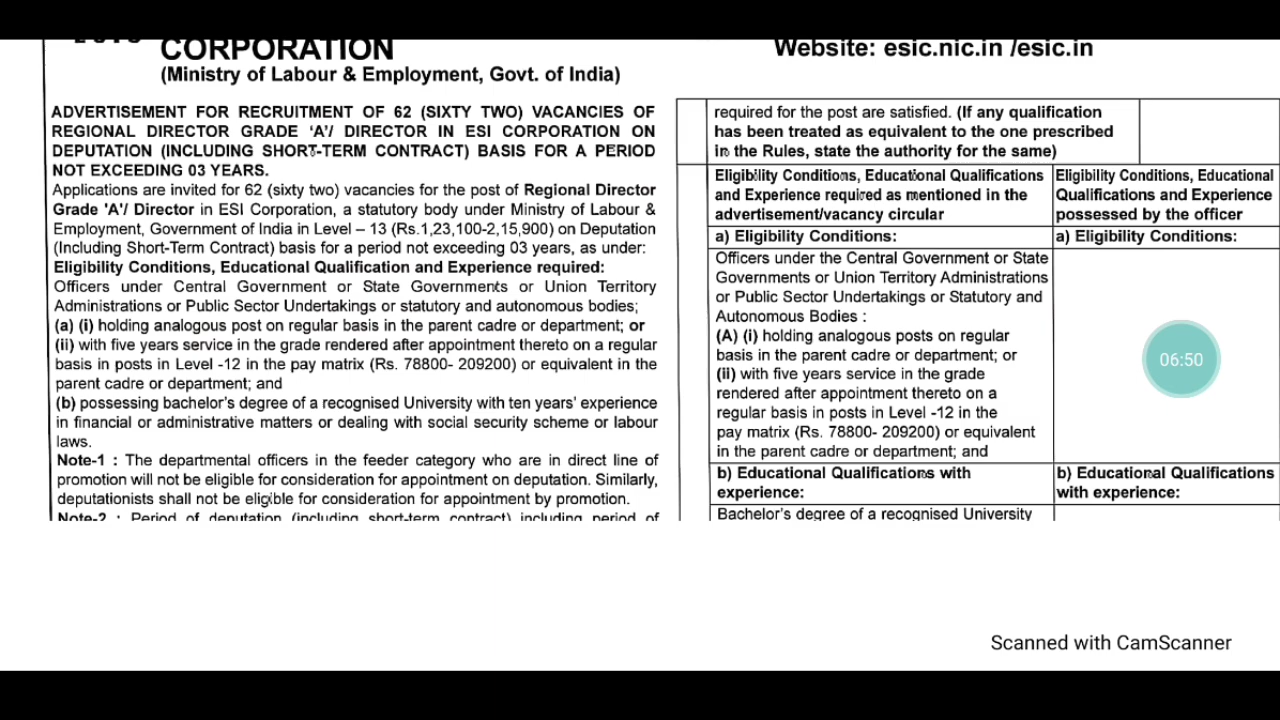 CORPORATION
(Ministry of Labour & Employment, Govt. of India)
ADVERTISEMENT FOR RECRUITMENT OF 62 (SIXTY TWO) VACANCIES OF
REGIONAL DIRECTOR GRADE 'A'/ DIRECTOR IN ESI CORPORATION ON
DEPUTATION (INCLUDING SHORT-TERM CONTRACT) BASIS FOR A PERIOD
NOT EXCEEDING 03 YEARS.
Applications are invited for 62 (sixty two) vacancies for the post of Regional Director
Grade 'A'/ Director in ESI Corporation, a statutory body under Ministry of Labour &
Employment, Government of India in Level – 13 (Rs.1,23,100-2,15,900) on Deputation
(Including Short-Term Contract) basis for a period not exceeding 03 years, as under:
Eligibility Conditions, Educational Qualification and Experience required:
Officers under Central Government or State Governments or Union Territory
Administrations or Public Sector Undertakings or statutory and autonomous bodies;
(a) (i) holding analogous post on regular basis in the parent cadre or department; or
(ii) with five years service in the grade rendered after appointment thereto on a regular
basis in posts in Level -12 in the pay matrix (Rs. 78800- 209200) or equivalent in the
parent cadre or department; and
(b) possessing bachelor's degree of a recognised University with ten years' experience
in financial or administrative matters or dealing with social security scheme or labour
laws.
Note-1 : The departmental officers in the feeder category who are in direct line of
promotion will not be eligible for consideration for appointment on deputation. Similarly,
deputationists shall not be eligible for consideration for appointment by promotion.
Note-2 : Period of deputation (including short-term contract) including period of
Website: esic.nic.in /esic.in
required for the post are satisfied. (If any qualification
has been treated as equivalent to the one prescribed
in the Rules, state the authority for the same)
Eligibility Conditions, Educational Qualifications
and Experience required as mentioned in the
advertisement/vacancy circular
Eligibility Conditions, Educational
Qualifications and Experience
possessed by the officer
a) Eligibility Conditions:
a) Eligibility Conditions:
Officers under the Central Government or State
Governments or Union Territory Administrations
or Public Sector Undertakings or Statutory and
Autonomous Bodies :
(A) (i) holding analogous posts on regular
basis in the parent cadre or department; or
(ii) with five years service in the grade
rendered after appointment thereto on a
regular basis in posts in Level -12 in the
pay matrix (Rs. 78800- 209200) or equivalent
in the parent cadre or department; and
06:50
b) Educational Qualifications with
experience:
b) Educational Qualifications
with experience:
Bachelor's degree of a recognised University
Scanned with CamScanner